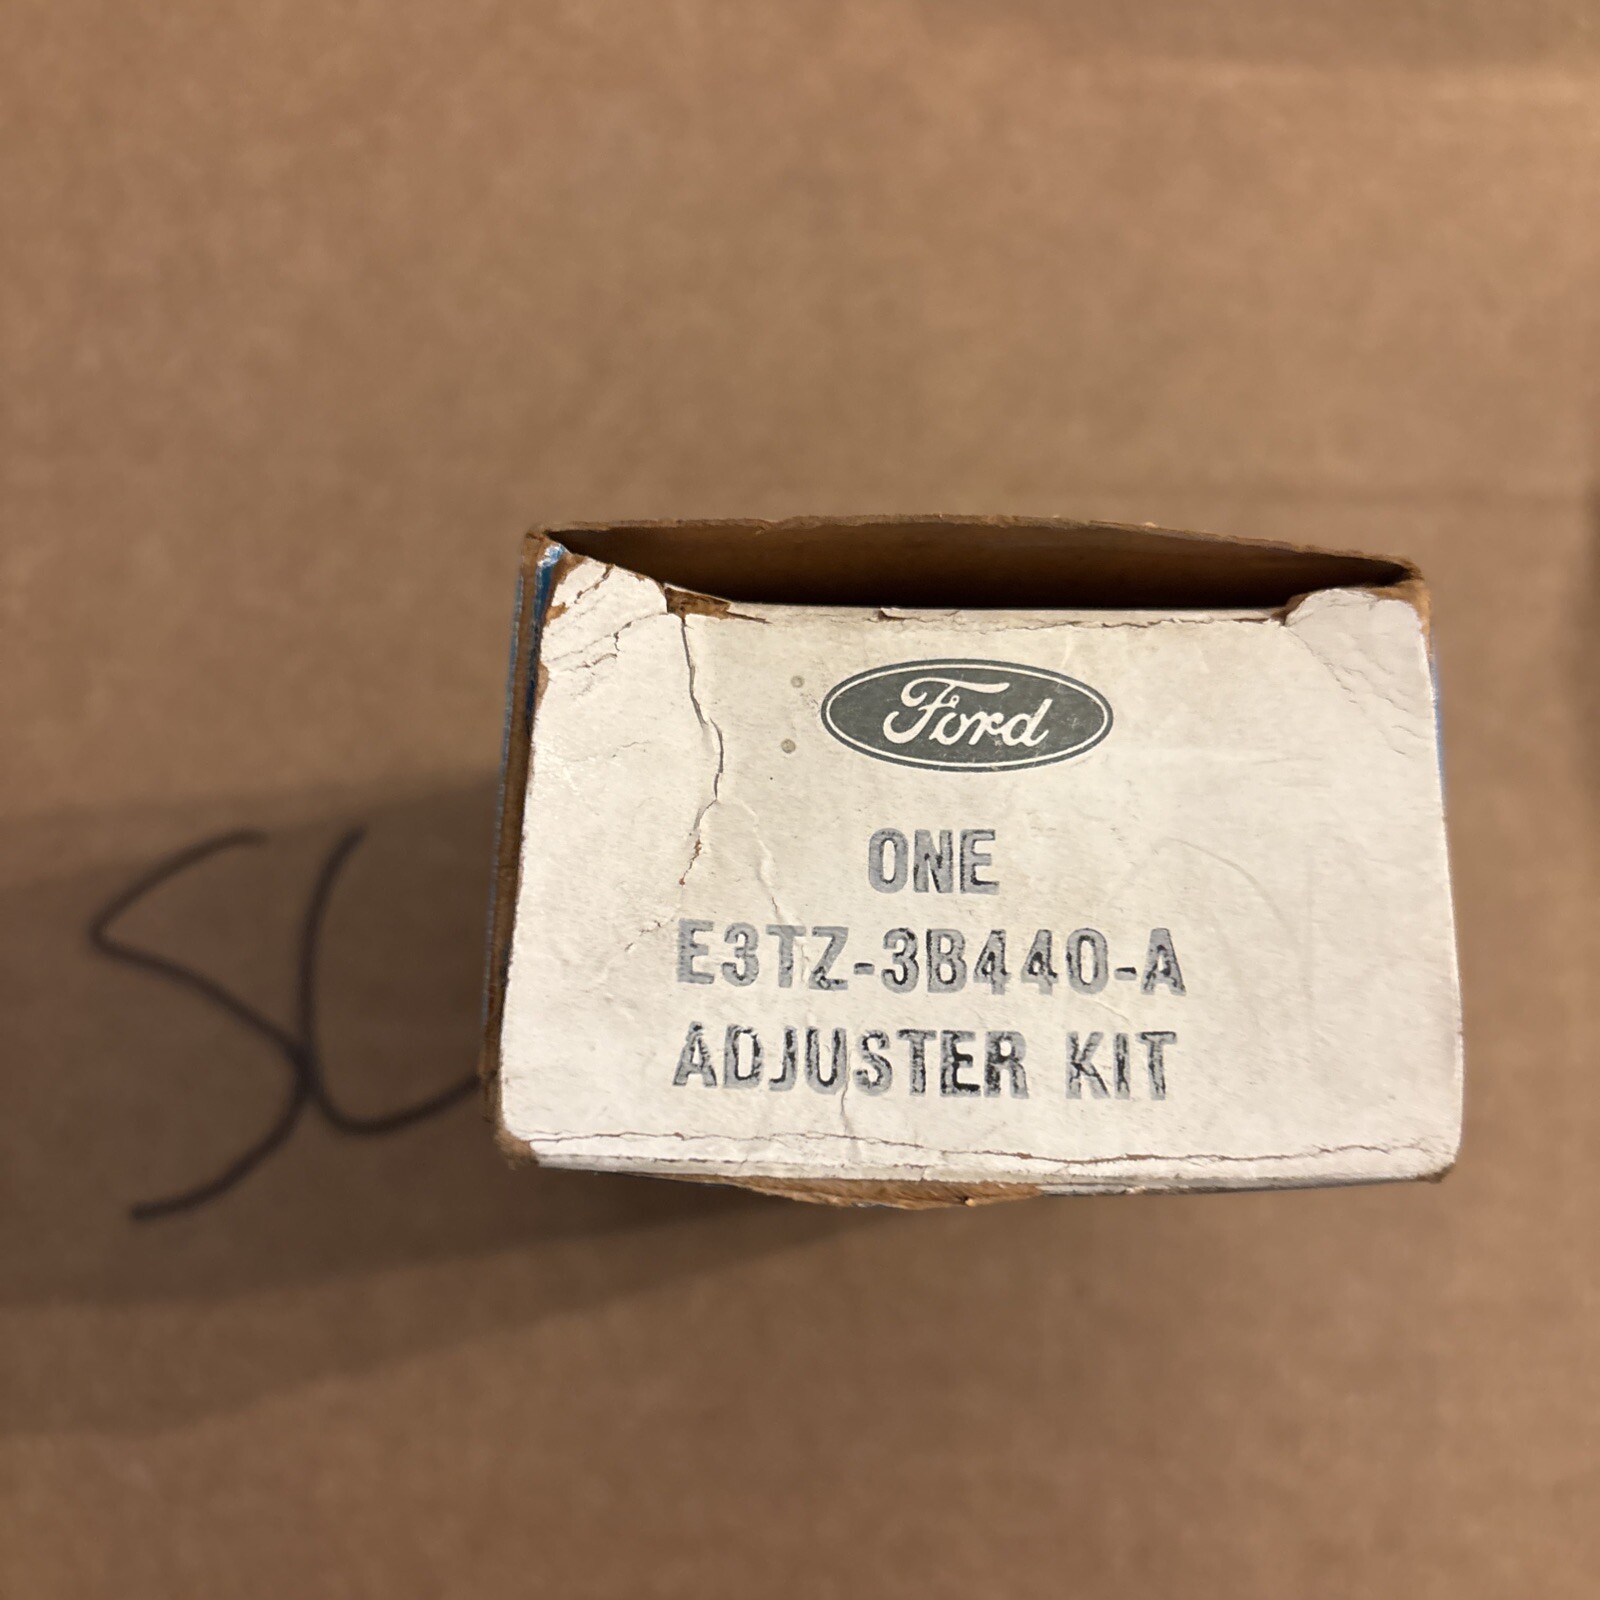 Ford
ONE
E3TZ-3B440-A
ADJUSTER KIT